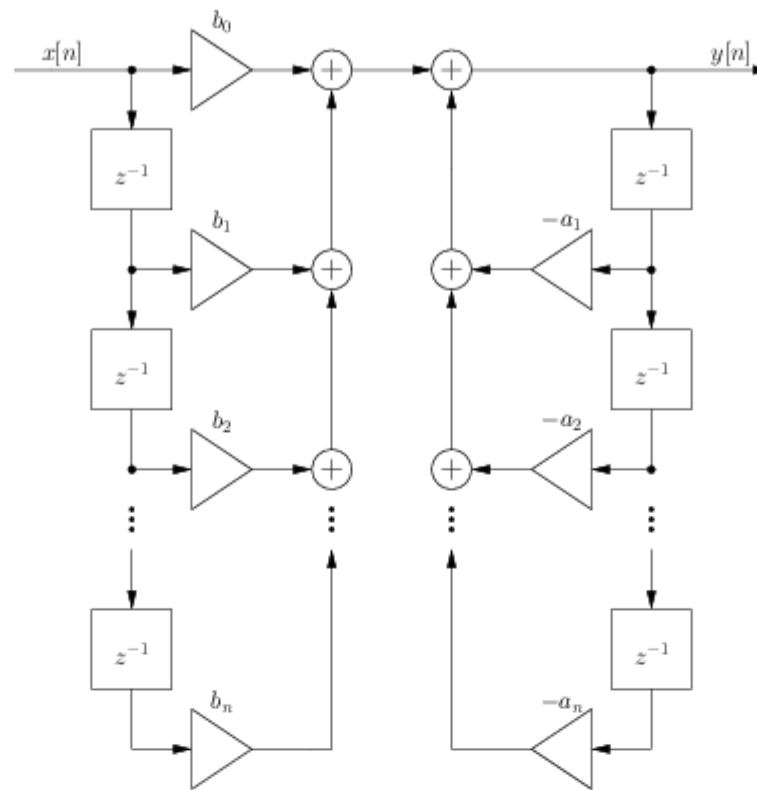 b₀
x[n] + + y[n]
z⁻¹ z⁻¹
b₁ −a₁
+ +
z⁻¹ z⁻¹
b₂ −a₂
+ +
z⁻¹ z⁻¹
bₙ −aₙ